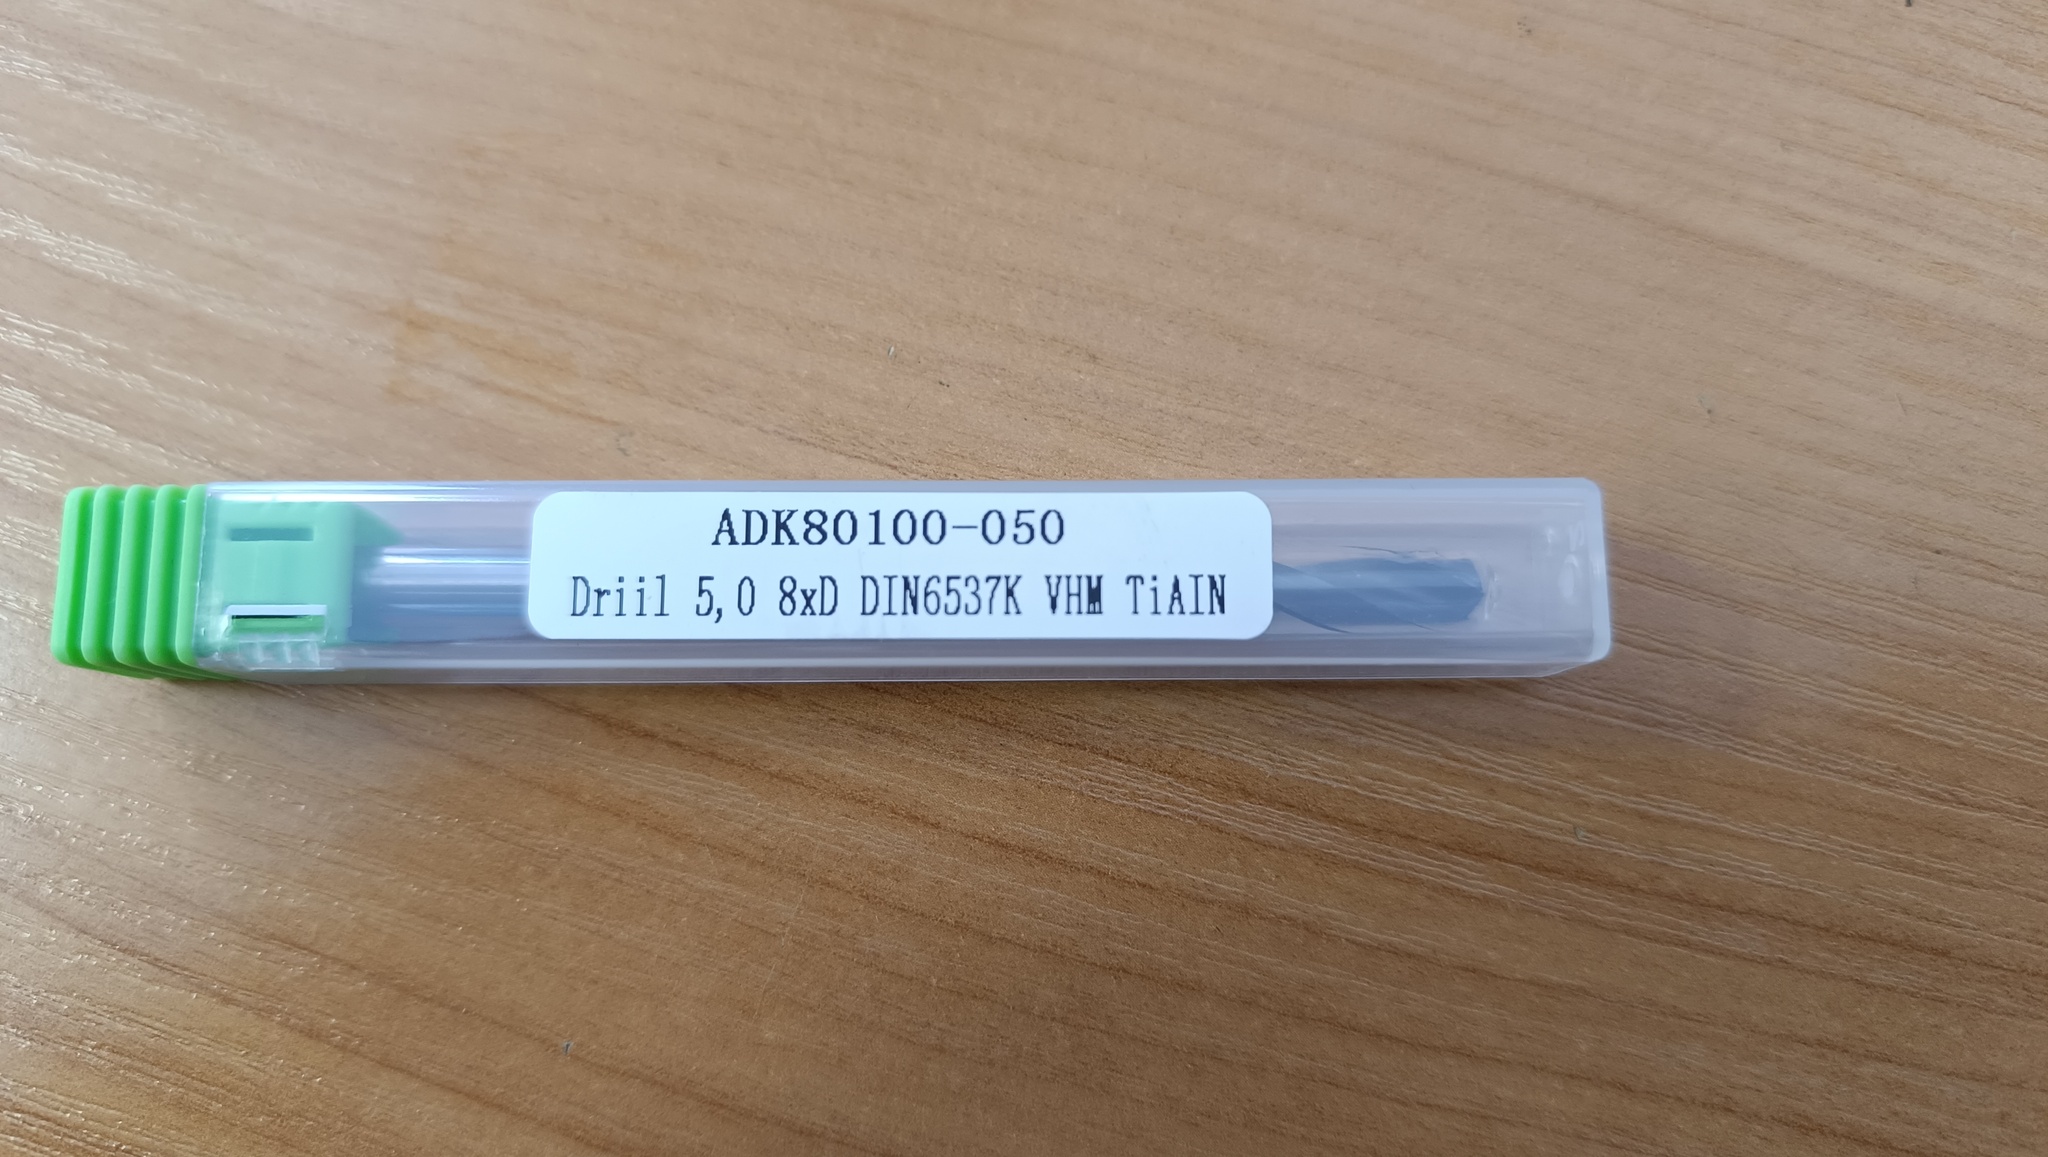 ADK80100-050
Driil 5,0 8xD DIN6537K VHM TiAIN